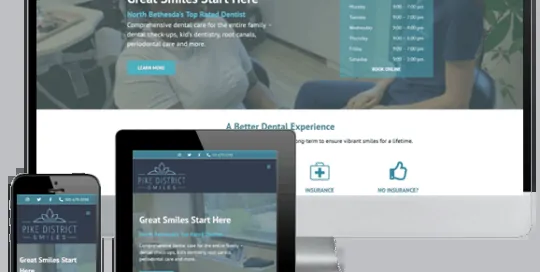 Great Smiles Start Here
North Bethesda's Top Rated Dentist
Comprehensive dental care for the entire family –
dental check-ups, kid's dentistry, root canals,
periodontal care and more.
LEARN MORE
Monday
Tuesday
Wednesday
Thursday
Friday
Saturday
BOOK ONLINE
A Better Dental Experience
long-term to ensure vibrant smiles for a lifetime.
INSURANCE
NO INSURANCE?
PIKE DISTRICT
SMILES
Great Smiles Start Here
North Bethesda's Top Rated Dentist
Comprehensive dental care for the entire family –
dental check-ups, kid's dentistry, root canals,
periodontal care and more.
PIKE DISTRICT
SMILES
Great Smiles Start
Here